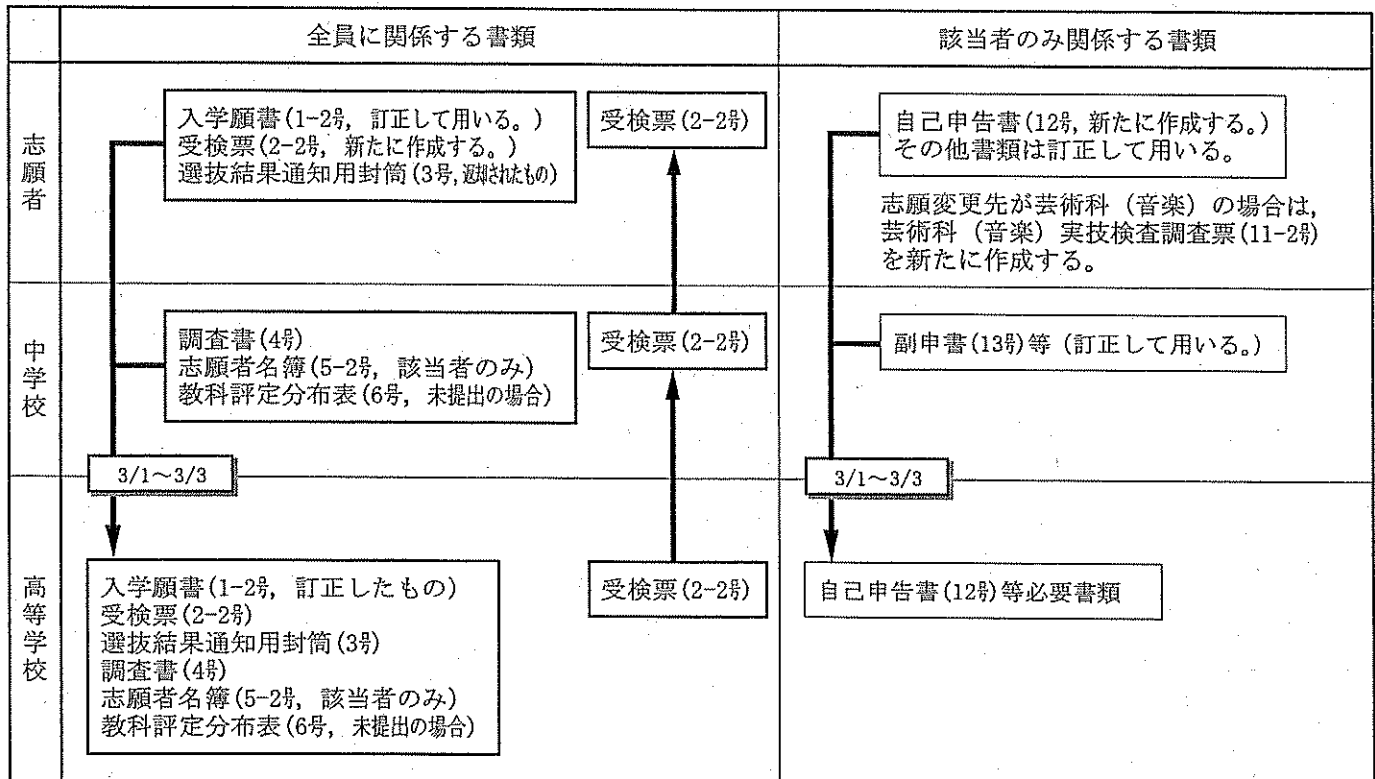 全員に関係する書類
該当者のみ関係する書類
志願者
入学願書(1-2号, 訂正して用いる。)
受検票(2-2号, 新たに作成する。)
選抜結果通知用封筒(3号,返却されたもの)
受検票(2-2号)
自己申告書(12号,新たに作成する。)
その他書類は訂正して用いる。
志願変更先が芸術科（音楽）の場合は,
芸術科（音楽）実技検査調査票(11-2号)
を新たに作成する。
中学校
調査書(4号)
志願者名簿(5-2号, 該当者のみ)
教科評定分布表(6号, 未提出の場合)
受検票(2-2号)
副申書(13号)等（訂正して用いる。）
3/1～3/3
3/1～3/3
高等学校
入学願書(1-2号, 訂正したもの)
受検票(2-2号)
選抜結果通知用封筒(3号)
調査書(4号)
志願者名簿(5-2号, 該当者のみ)
教科評定分布表(6号, 未提出の場合)
受検票(2-2号)
自己申告書(12号)等必要書類